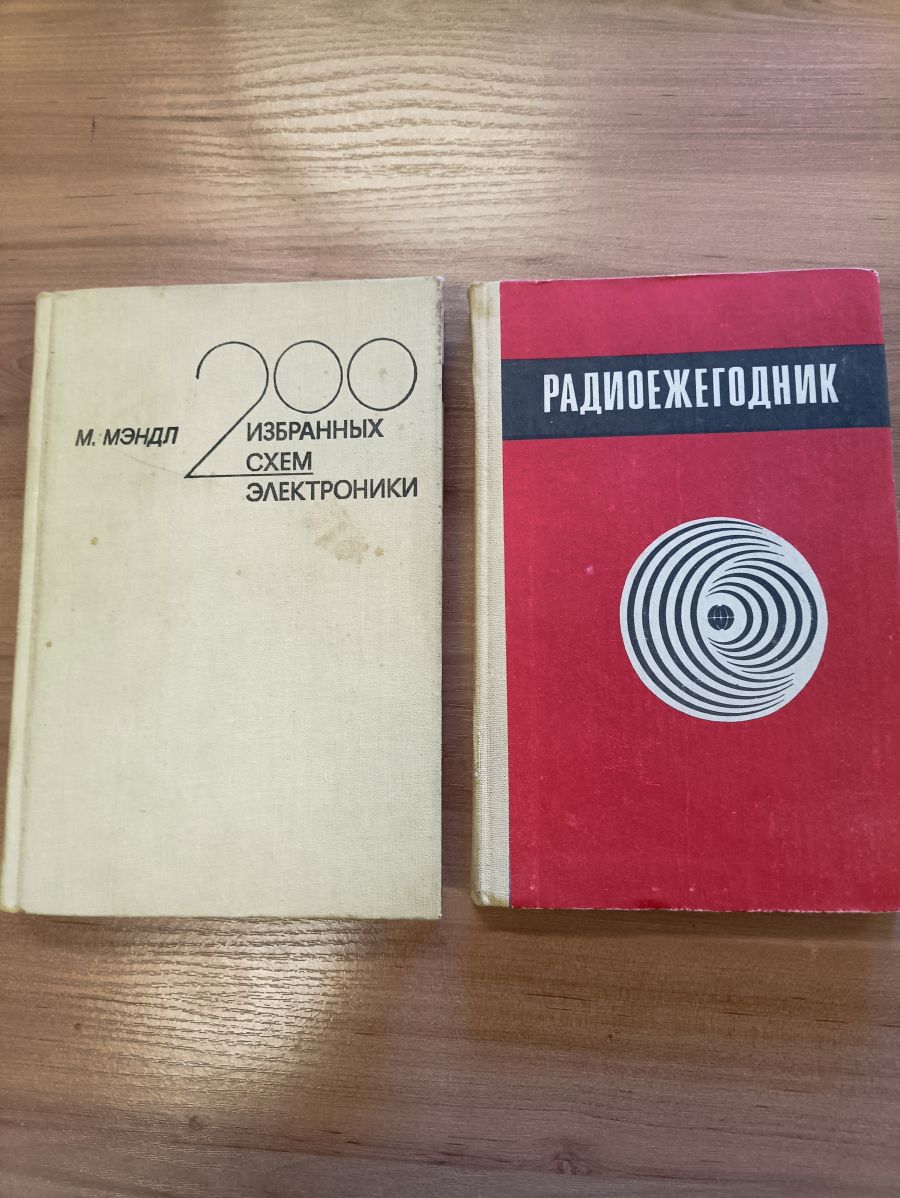 М. МЭНДЛ
200
ИЗБРАННЫХ
СХЕМ
ЭЛЕКТРОНИКИ
РАДИОЕЖЕГОДНИК